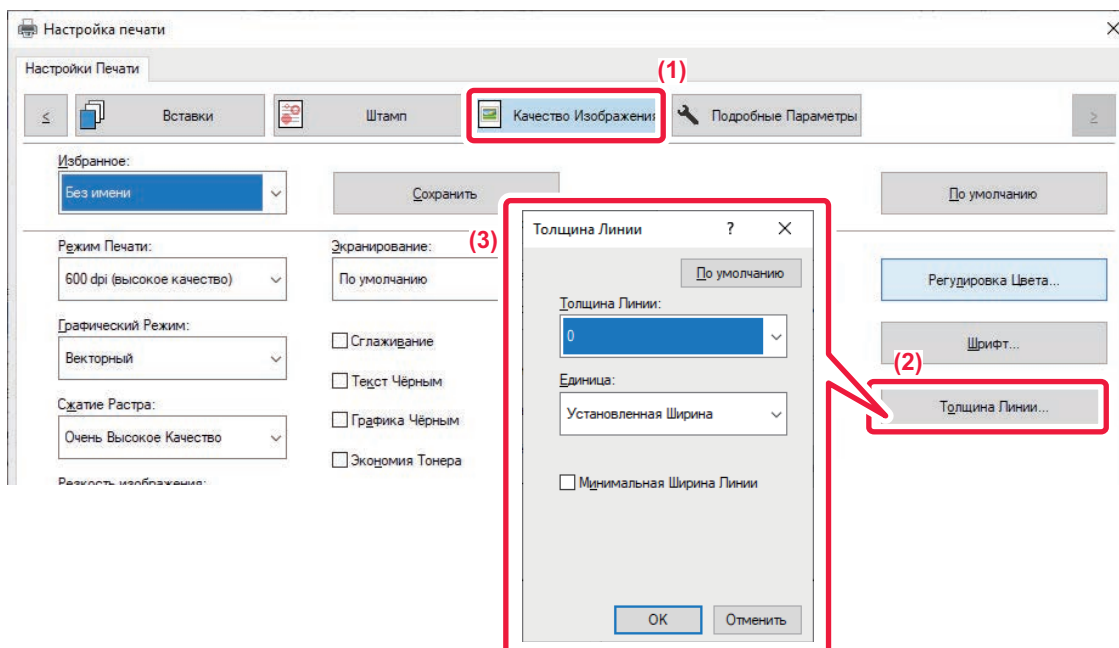 Настройка печати
Настройки Печати
(1)
<
Вставки
Штамп
Качество Изображения
Подробные Параметры
>
Избранное:
Без имени
Сохранить
По умолчанию
Режим Печати:
600 dpi (высокое качество)
Экранирование:
По умолчанию
(3)
Толщина Линии
?
По умолчанию
Толщина Линии:
0
Единица:
Установленная Ширина
Минимальная Ширина Линии
OK
Отменить
Регулировка Цвета...
Графический Режим:
Векторный
Сглаживание
Шрифт...
(2)
Текст Чёрным
Толщина Линии...
Сжатие Растра:
Очень Высокое Качество
Графика Чёрным
Экономия Тонера
Резкость изображения: